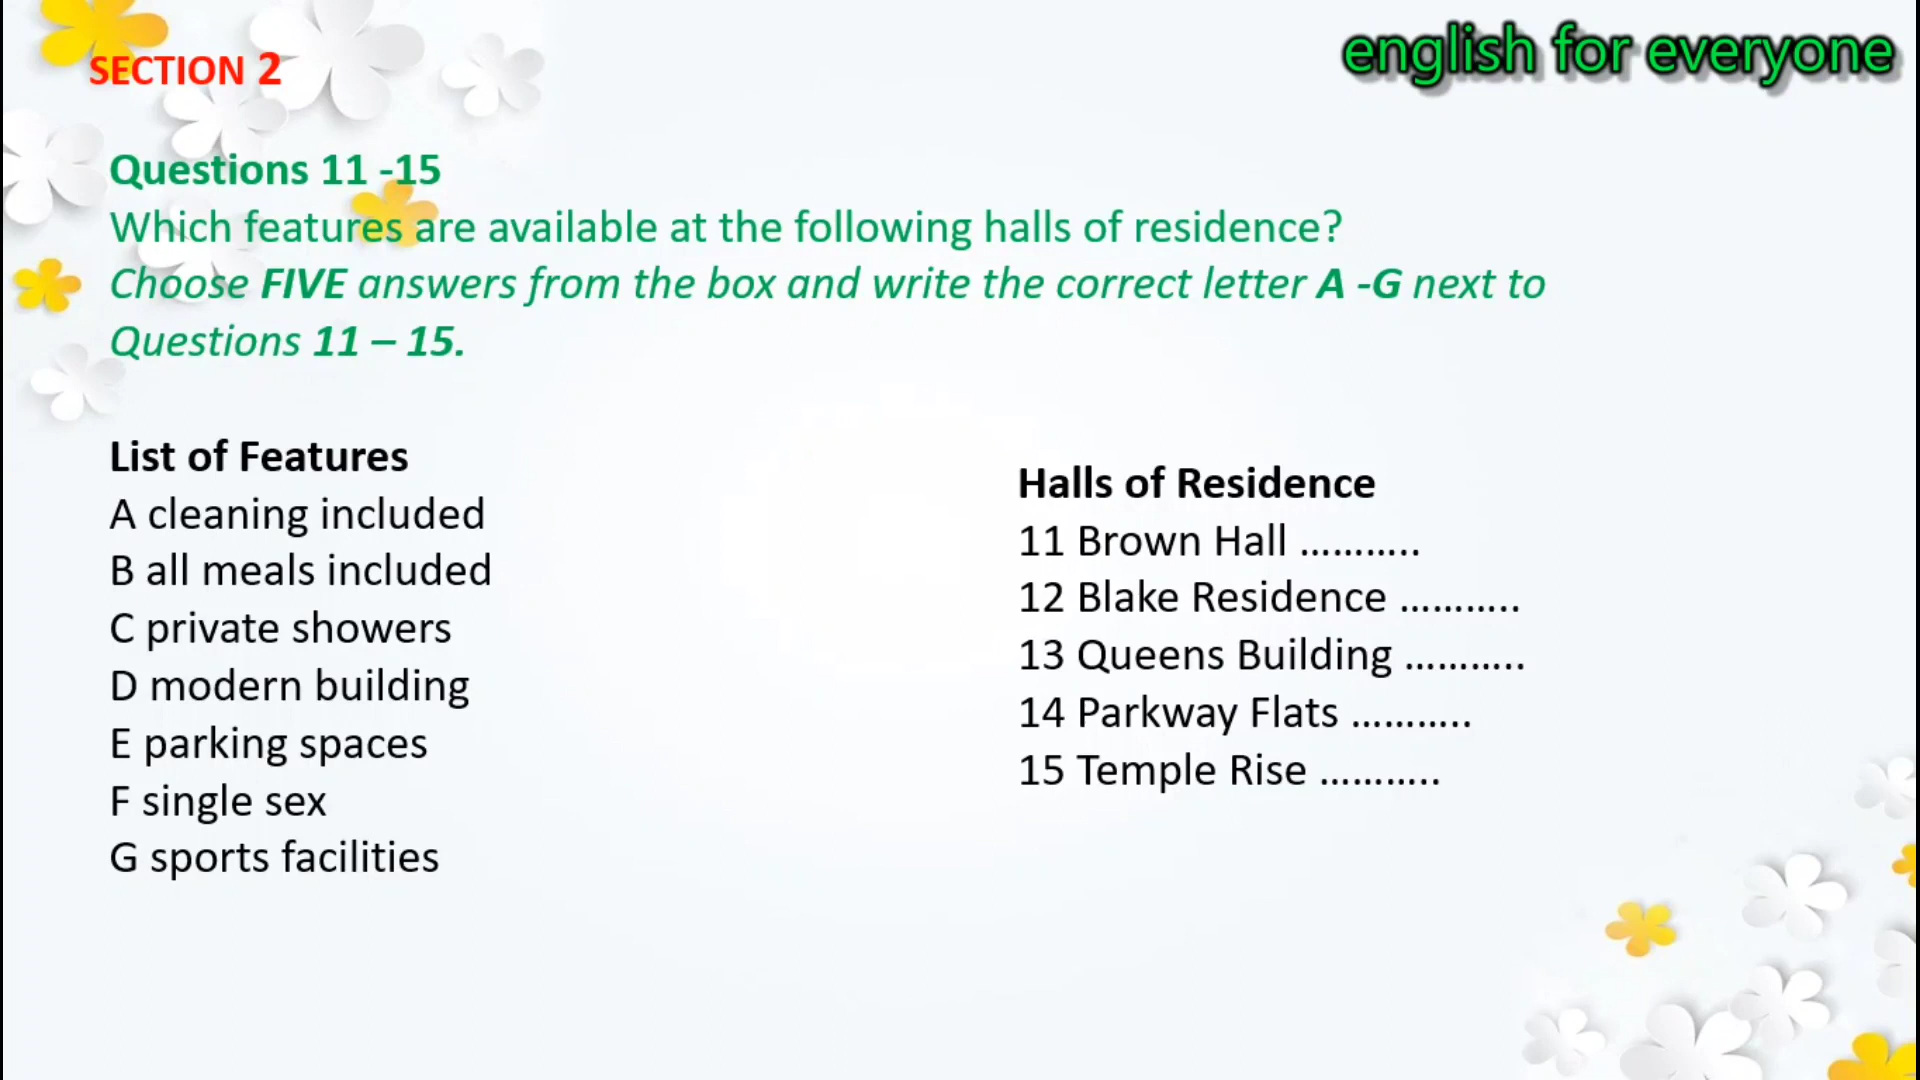 SECTION 2
english for everyone
Questions 11 -15
Which features are available at the following halls of residence?
Choose FIVE answers from the box and write the correct letter A -G next to
Questions 11 – 15.
List of Features
A cleaning included
B all meals included
C private showers
D modern building
E parking spaces
F single sex
G sports facilities
Halls of Residence
11 Brown Hall ………..
12 Blake Residence ………..
13 Queens Building ………..
14 Parkway Flats ………..
15 Temple Rise ………..